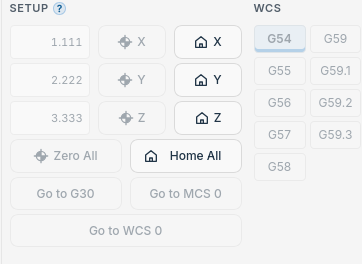 SETUP ?
1.111 X X
2.222 Y Y
3.333 Z Z
Zero All Home All
Go to G30 Go to MCS 0
Go to WCS 0
WCS
G54 G59
G55 G59.1
G56 G59.2
G57 G59.3
G58